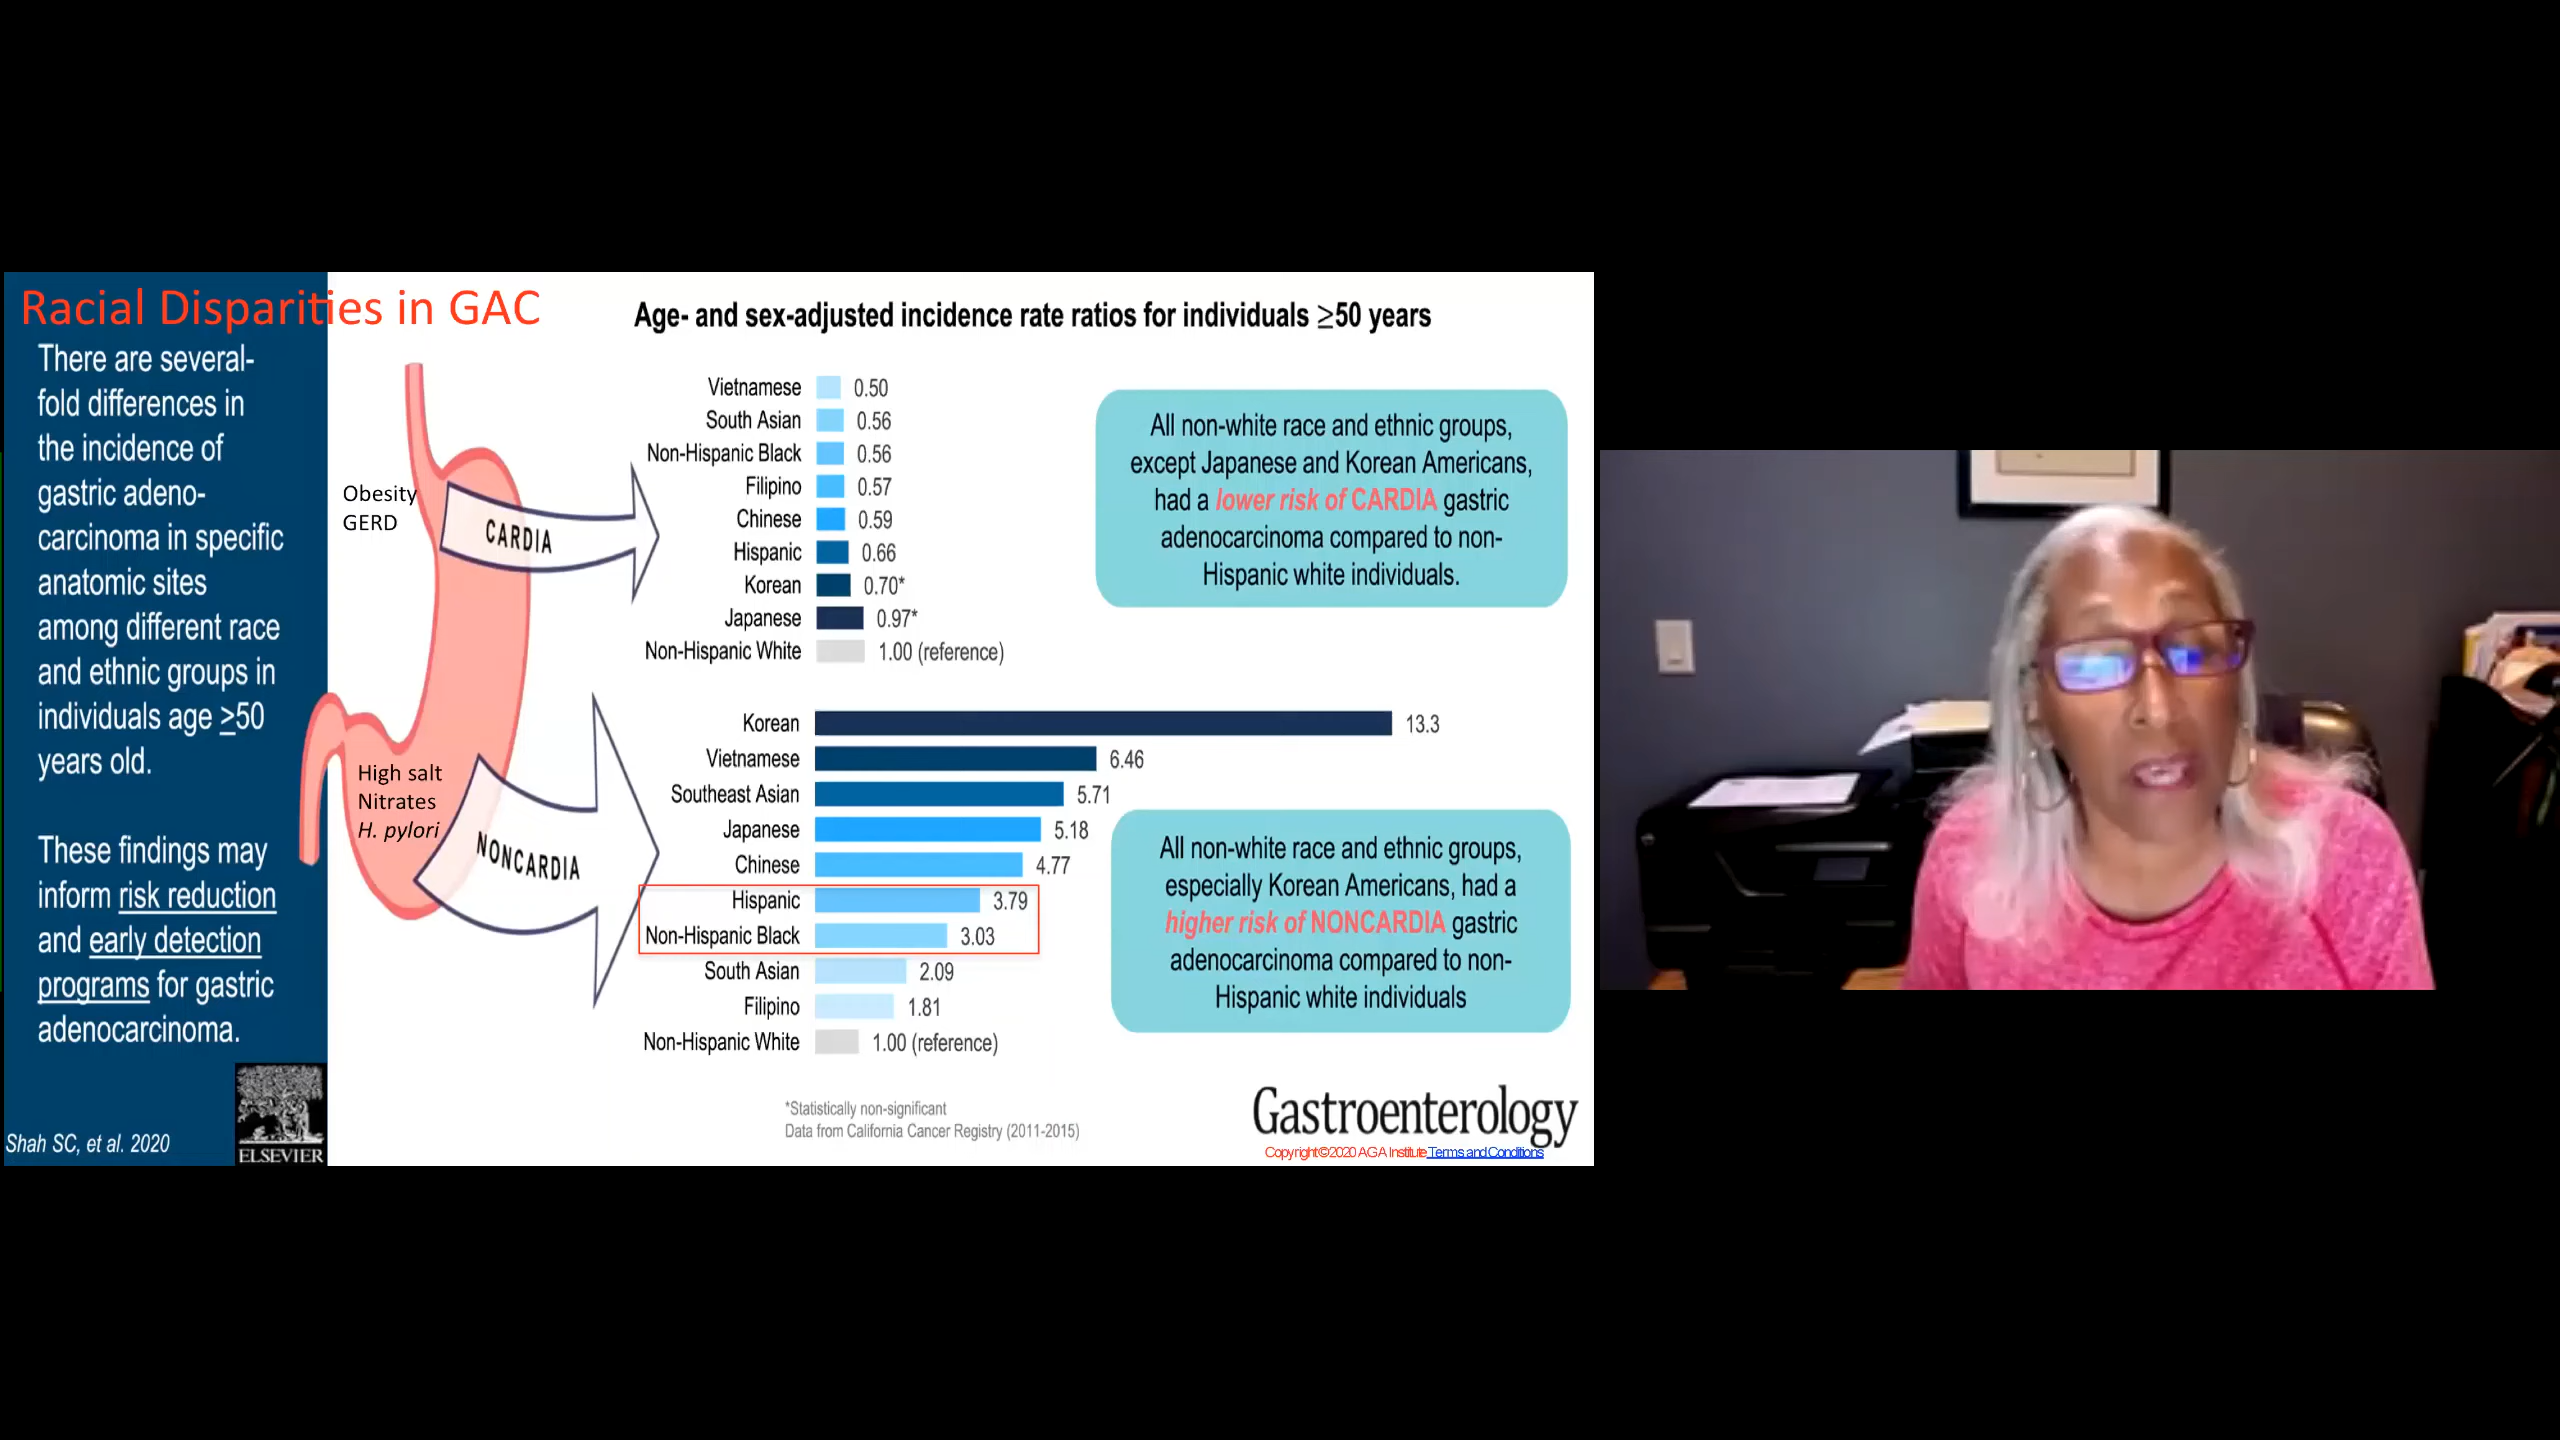 Racial Disparities in GAC
There are several-
fold differences in
the incidence of
gastric adeno-
carcinoma in specific
anatomic sites
among different race
and ethnic groups in
individuals age ≥50
years old.
These findings may
inform risk reduction
and early detection
programs for gastric
adenocarcinoma.
Shah SC, et al. 2020
ELSEVIER
Obesity
GERD
CARDIA
High salt
Nitrates
H. pylori
NONCARDIA
Age- and sex-adjusted incidence rate ratios for individuals ≥50 years
Vietnamese 0.50
South Asian 0.56
Non-Hispanic Black 0.56
Filipino 0.57
Chinese 0.59
Hispanic 0.66
Korean 0.70*
Japanese 0.97*
Non-Hispanic White 1.00 (reference)
All non-white race and ethnic groups,
except Japanese and Korean Americans,
had a lower risk of CARDIA gastric
adenocarcinoma compared to non-
Hispanic white individuals.
Korean 13.3
Vietnamese 6.46
Southeast Asian 5.71
Japanese 5.18
Chinese 4.77
Hispanic 3.79
Non-Hispanic Black 3.03
South Asian 2.09
Filipino 1.81
Non-Hispanic White 1.00 (reference)
All non-white race and ethnic groups,
especially Korean Americans, had a
higher risk of NONCARDIA gastric
adenocarcinoma compared to non-
Hispanic white individuals
*Statistically non-significant
Data from California Cancer Registry (2011-2015)
Gastroenterology
Copyright©2020 AGA Institute Terms and Conditions